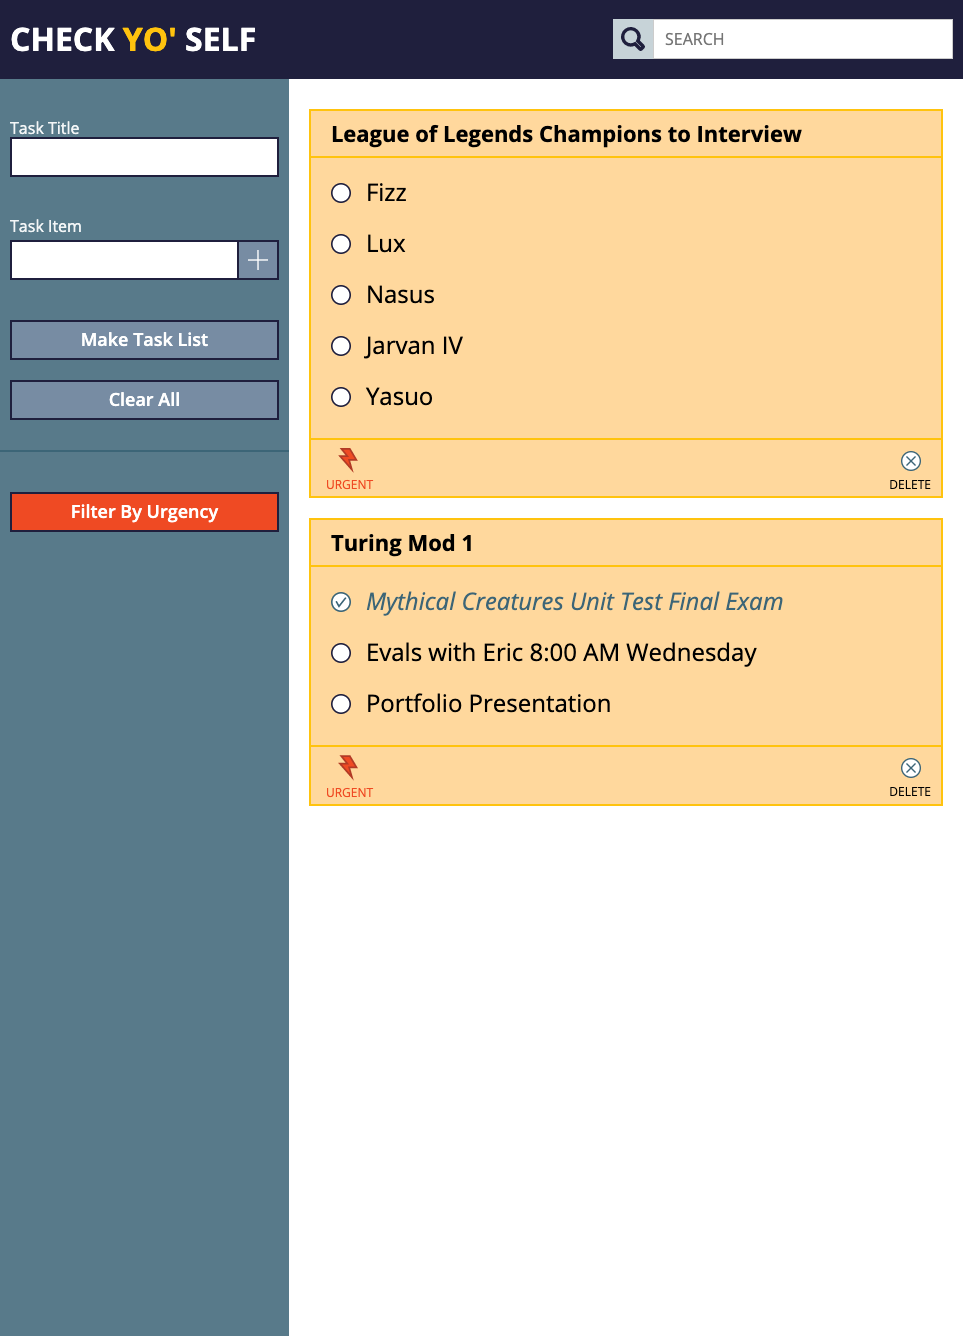 CHECK YO' SELF
SEARCH
Task Title
Task Item
Make Task List
Clear All
Filter By Urgency
League of Legends Champions to Interview
Fizz
Lux
Nasus
Jarvan IV
Yasuo
URGENT
DELETE
Turing Mod 1
Mythical Creatures Unit Test Final Exam
Evals with Eric 8:00 AM Wednesday
Portfolio Presentation
URGENT
DELETE